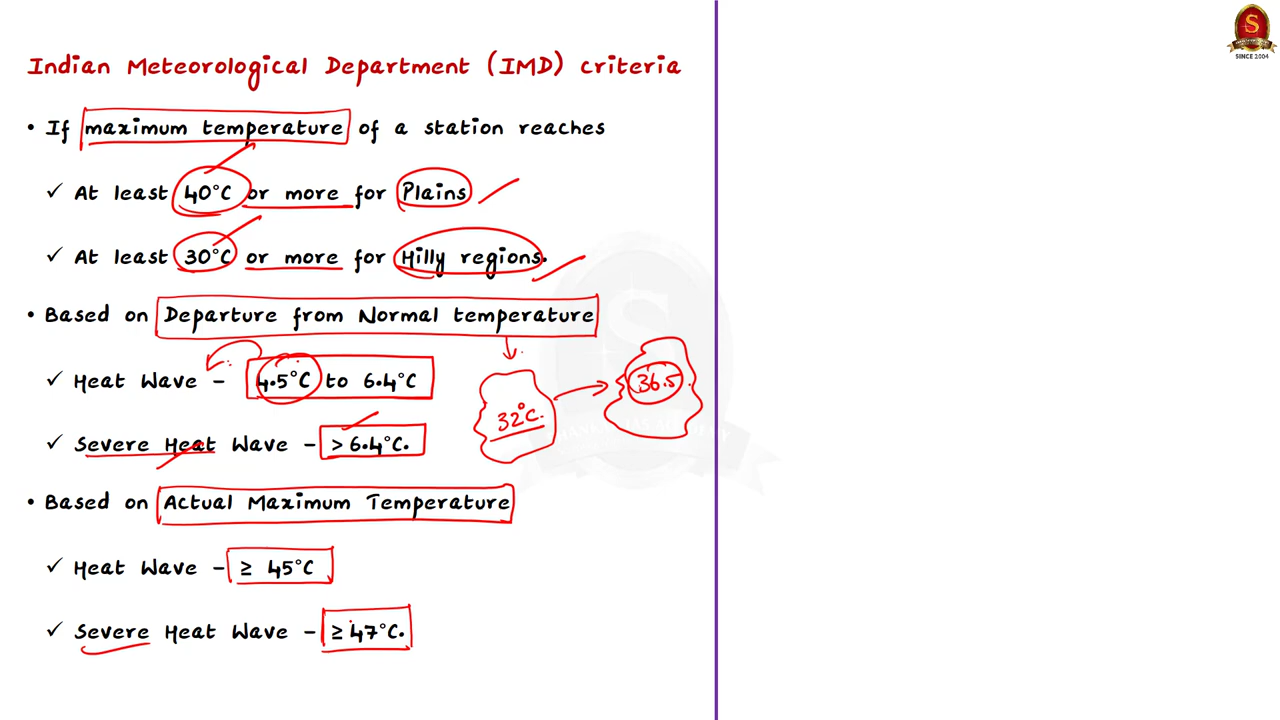 Indian Meteorological Department (IMD) criteria
• If maximum temperature of a station reaches
✓ At least 40°C or more for Plains
✓ At least 30°C or more for Hilly regions.
• Based on Departure from Normal temperature
✓ Heat Wave – 4.5°C to 6.4°C
32°C.
36.5
✓ Severe Heat Wave – > 6.4°C.
• Based on Actual Maximum Temperature
✓ Heat Wave – ≥ 45°C
✓ Severe Heat Wave – ≥ 47°C.
S
SINCE 2004